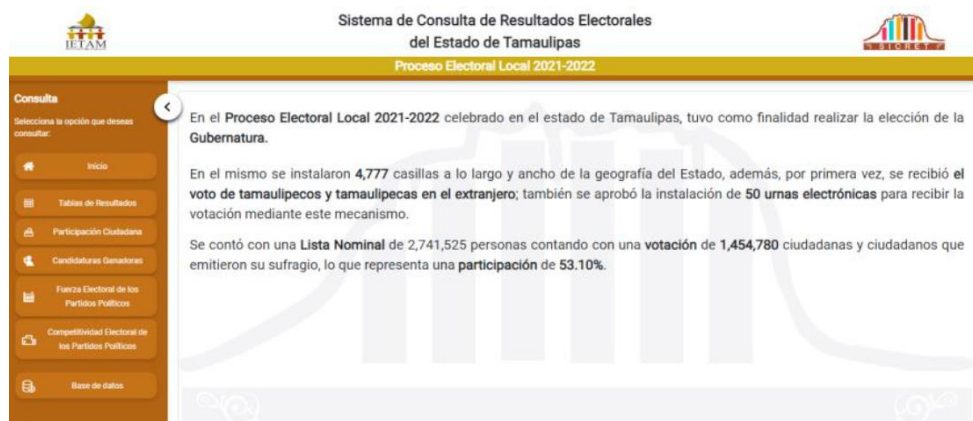 IETAM
Sistema de Consulta de Resultados Electorales
del Estado de Tamaulipas
SICRET
Proceso Electoral Local 2021-2022
Consulta
Selecciona la opción que deseas
consultar:
Inicio
Tablas de Resultados
Participación Ciudadana
Candidaturas Ganadoras
Fuerza Electoral de los
Partidos Políticos
Competitividad Electoral de
los Partidos Políticos
Base de datos
En el Proceso Electoral Local 2021-2022 celebrado en el estado de Tamaulipas, tuvo como finalidad realizar la elección de la
Gubernatura.
En el mismo se instalaron 4,777 casillas a lo largo y ancho de la geografía del Estado, además, por primera vez, se recibió el
voto de tamaulipecos y tamaulipecas en el extranjero; también se aprobó la instalación de 50 urnas electrónicas para recibir la
votación mediante este mecanismo.
Se contó con una Lista Nominal de 2,741,525 personas contando con una votación de 1,454,780 ciudadanas y ciudadanos que
emitieron su sufragio, lo que representa una participación de 53.10%.